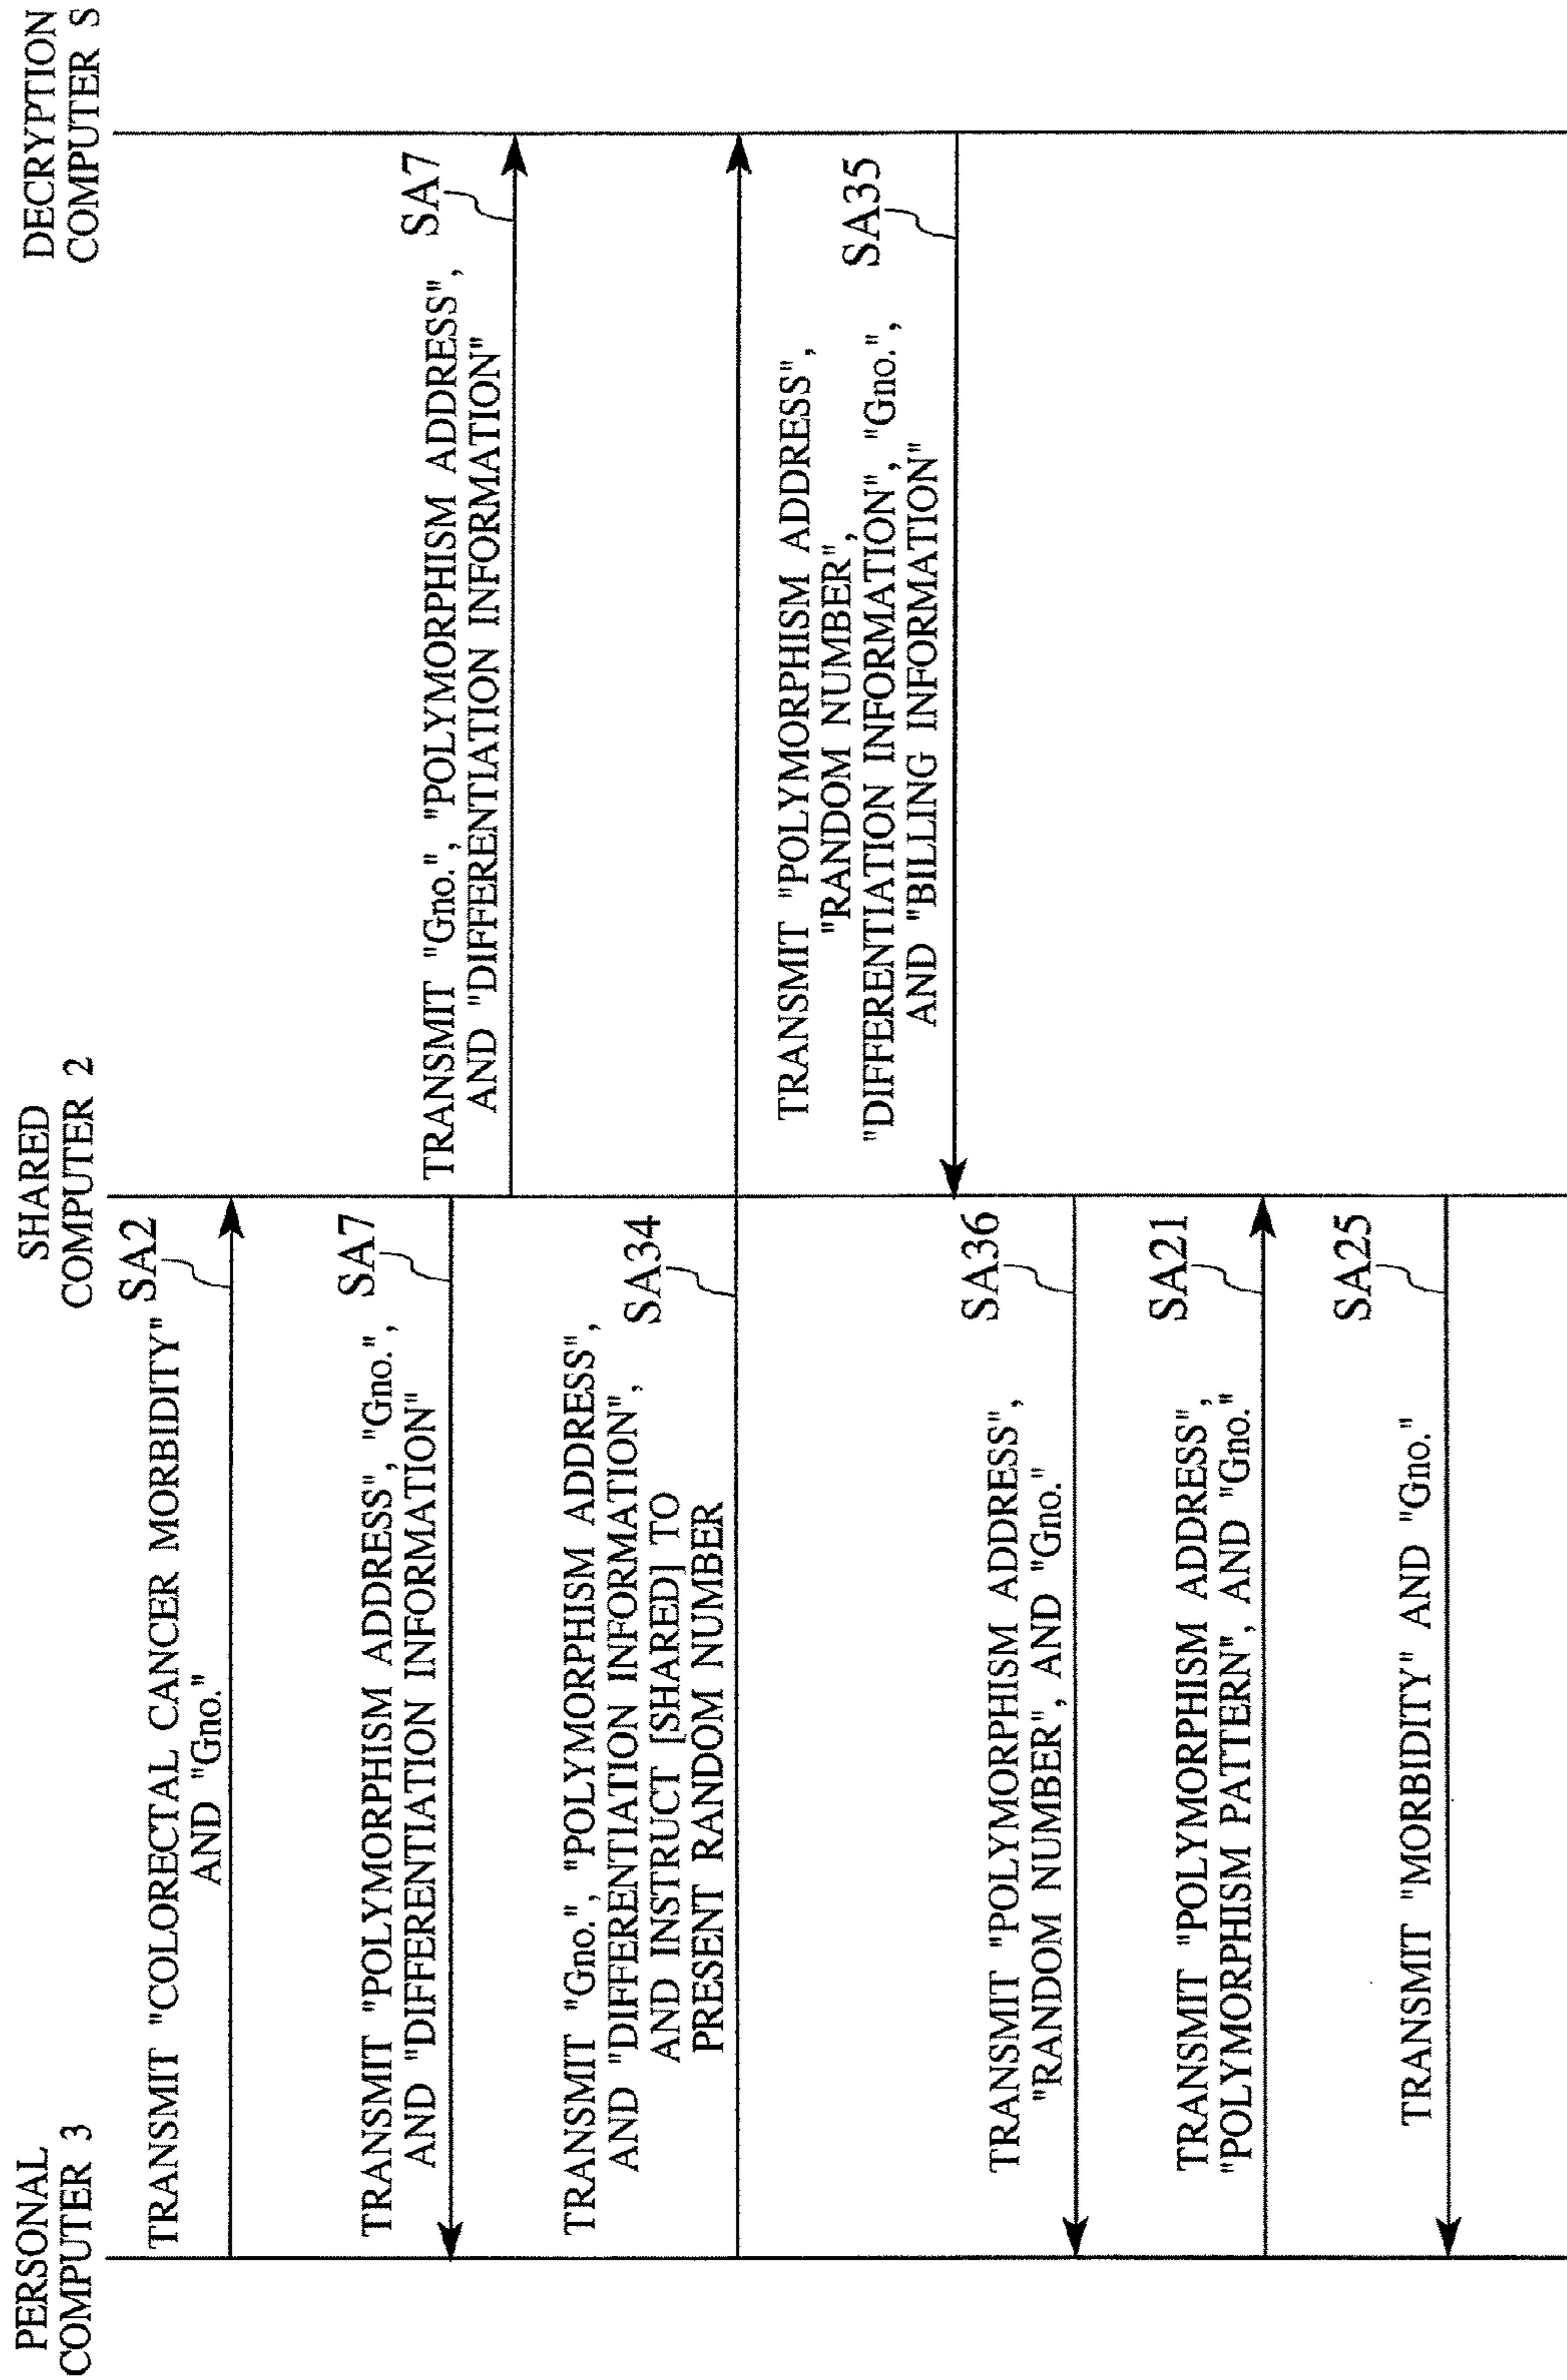 PERSONAL
COMPUTER 3
SHARED
COMPUTER 2
DECRYPTION
COMPUTER S
TRANSMIT "COLORECTAL CANCER MORBIDITY"
AND "Gno."
SA2
TRANSMIT "POLYMORPHISM ADDRESS", "Gno.",
AND "DIFFERENTIATION INFORMATION"
SA7
TRANSMIT "Gno.", "POLYMORPHISM ADDRESS",
AND "DIFFERENTIATION INFORMATION"
SA7
TRANSMIT "Gno.", "POLYMORPHISM ADDRESS",
AND "DIFFERENTIATION INFORMATION",
AND INSTRUCT [SHARED] TO
PRESENT RANDOM NUMBER
SA34
TRANSMIT "POLYMORPHISM ADDRESS",
"RANDOM NUMBER",
"DIFFERENTIATION INFORMATION", "Gno.",
AND "BILLING INFORMATION"
SA35
TRANSMIT "POLYMORPHISM ADDRESS",
"RANDOM NUMBER", AND "Gno."
SA36
TRANSMIT "POLYMORPHISM ADDRESS",
"POLYMORPHISM PATTERN", AND "Gno."
SA21
TRANSMIT "MORBIDITY" AND "Gno."
SA25